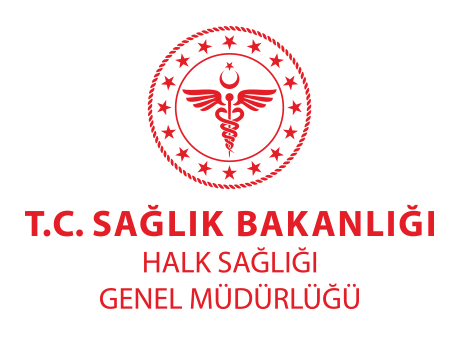 T.C. SAĞLIK BAKANLIĞI
HALK SAĞLIĞI
GENEL MÜDÜRLÜĞÜ